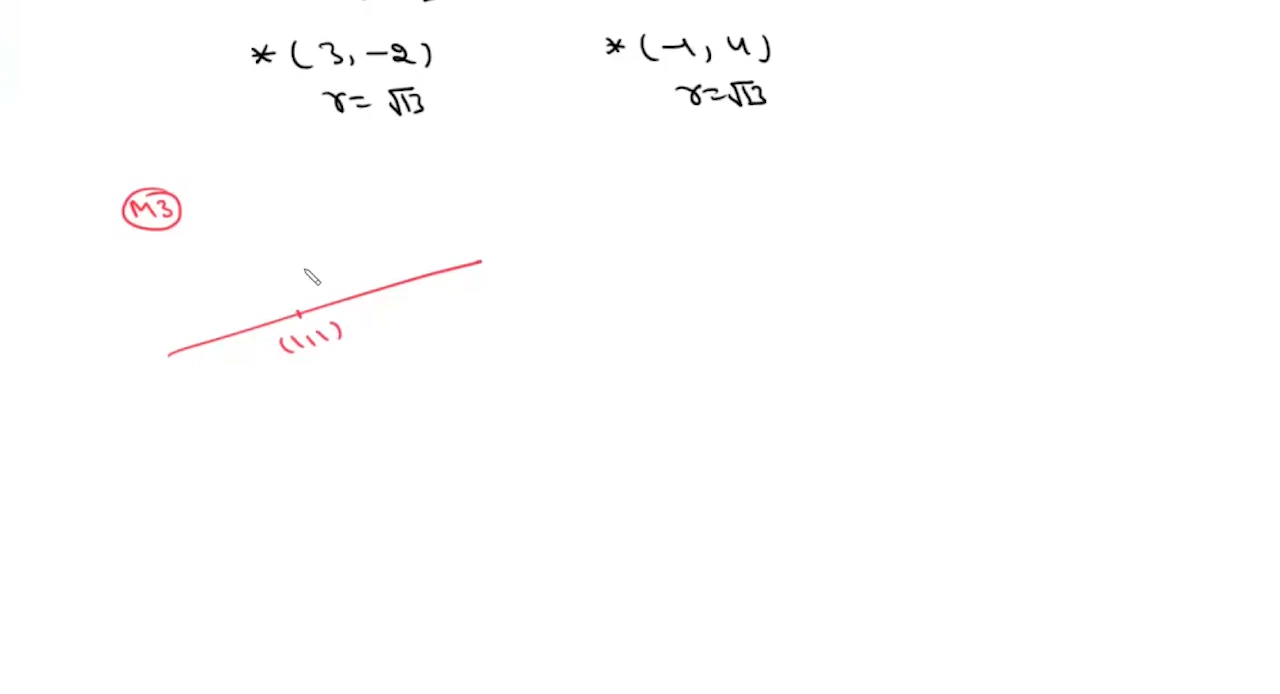 * (3, -2)
r = √13
* (-1, 4)
r = √13
M3
(1,1)